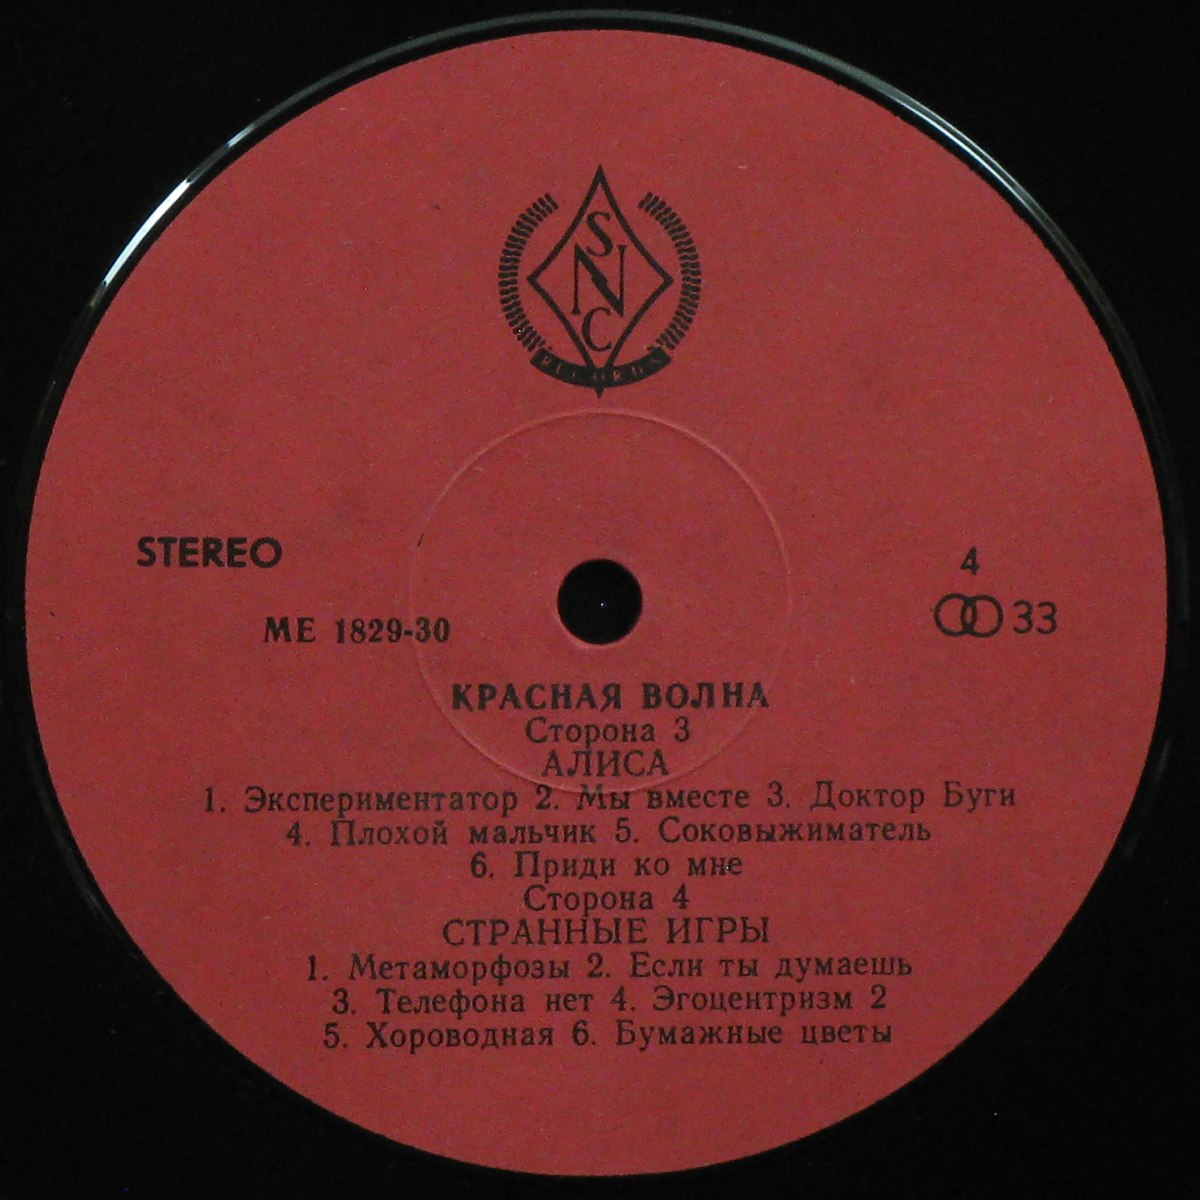 S
N
C
RECORDS
STEREO
4
33
МЕ 1829-30
КРАСНАЯ ВОЛНА
Сторона 3
АЛИСА
1. Экспериментатор 2. Мы вместе 3. Доктор Буги
4. Плохой мальчик 5. Соковыжиматель
6. Приди ко мне
Сторона 4
СТРАННЫЕ ИГРЫ
1. Метаморфозы 2. Если ты думаешь
3. Телефона нет 4. Эгоцентризм 2
5. Хороводная 6. Бумажные цветы